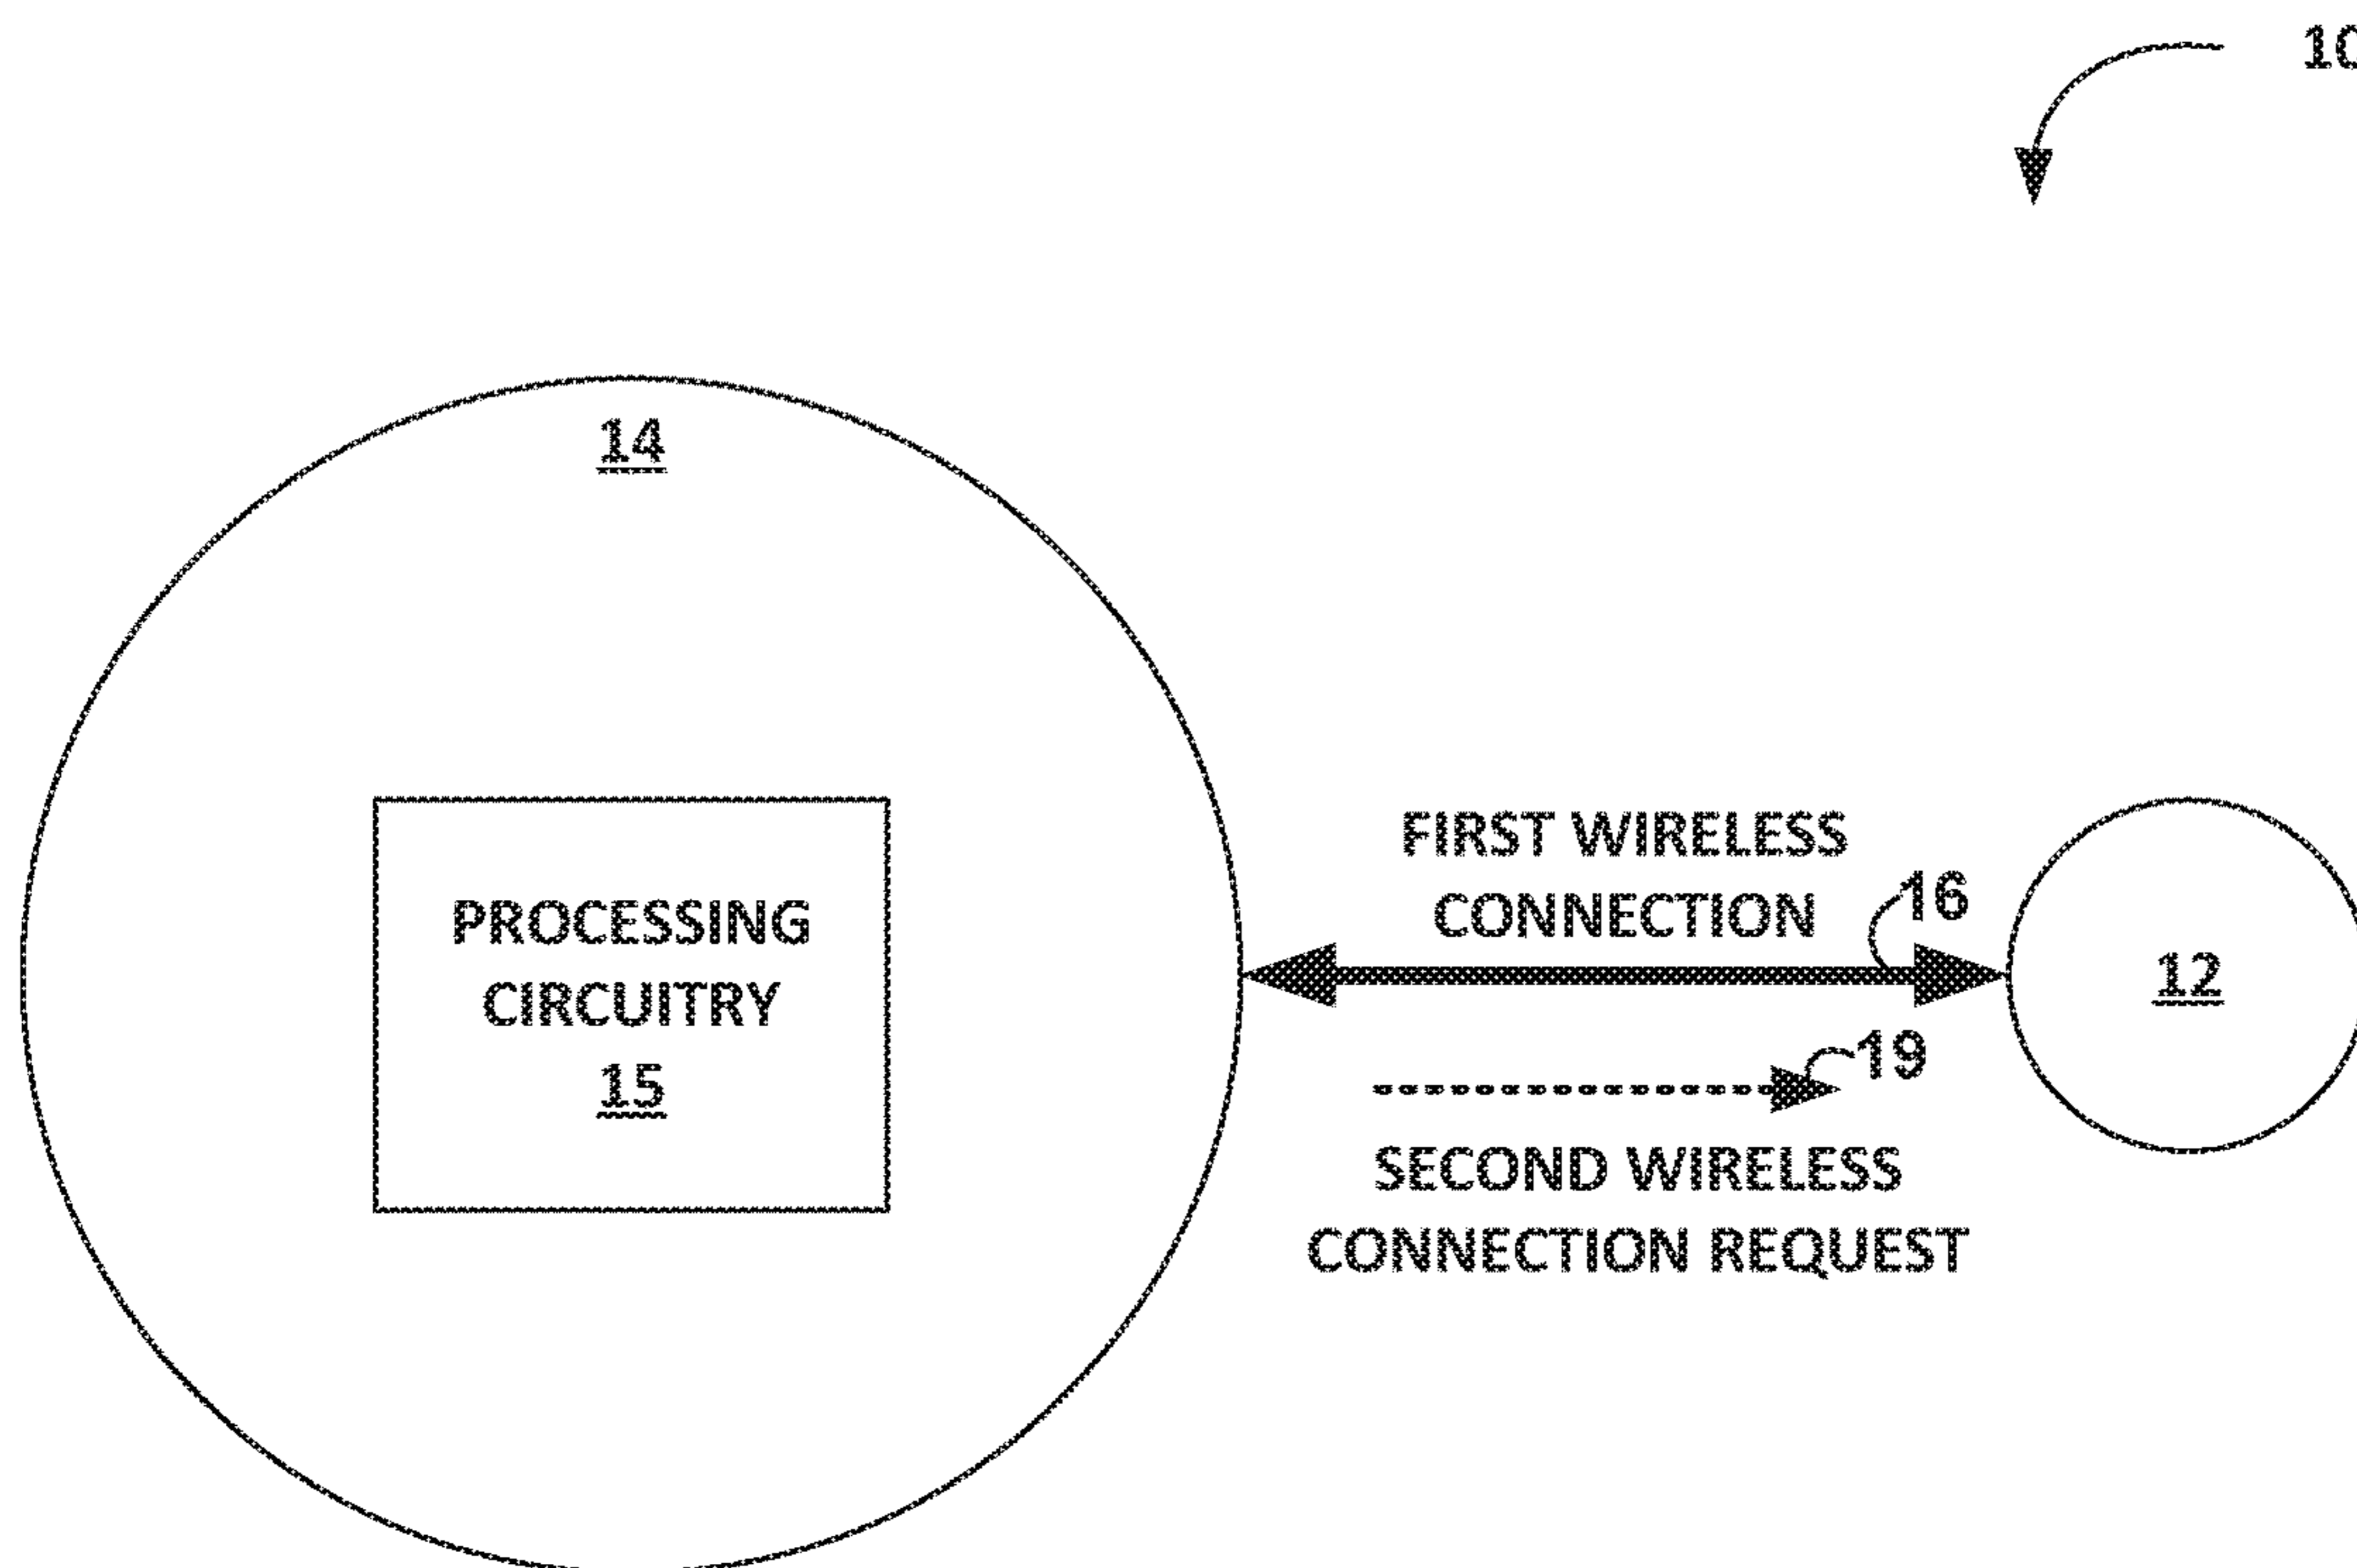 10
14
FIRST WIRELESS
CONNECTION
16
PROCESSING
CIRCUITRY
15
12
19
SECOND WIRELESS
CONNECTION REQUEST